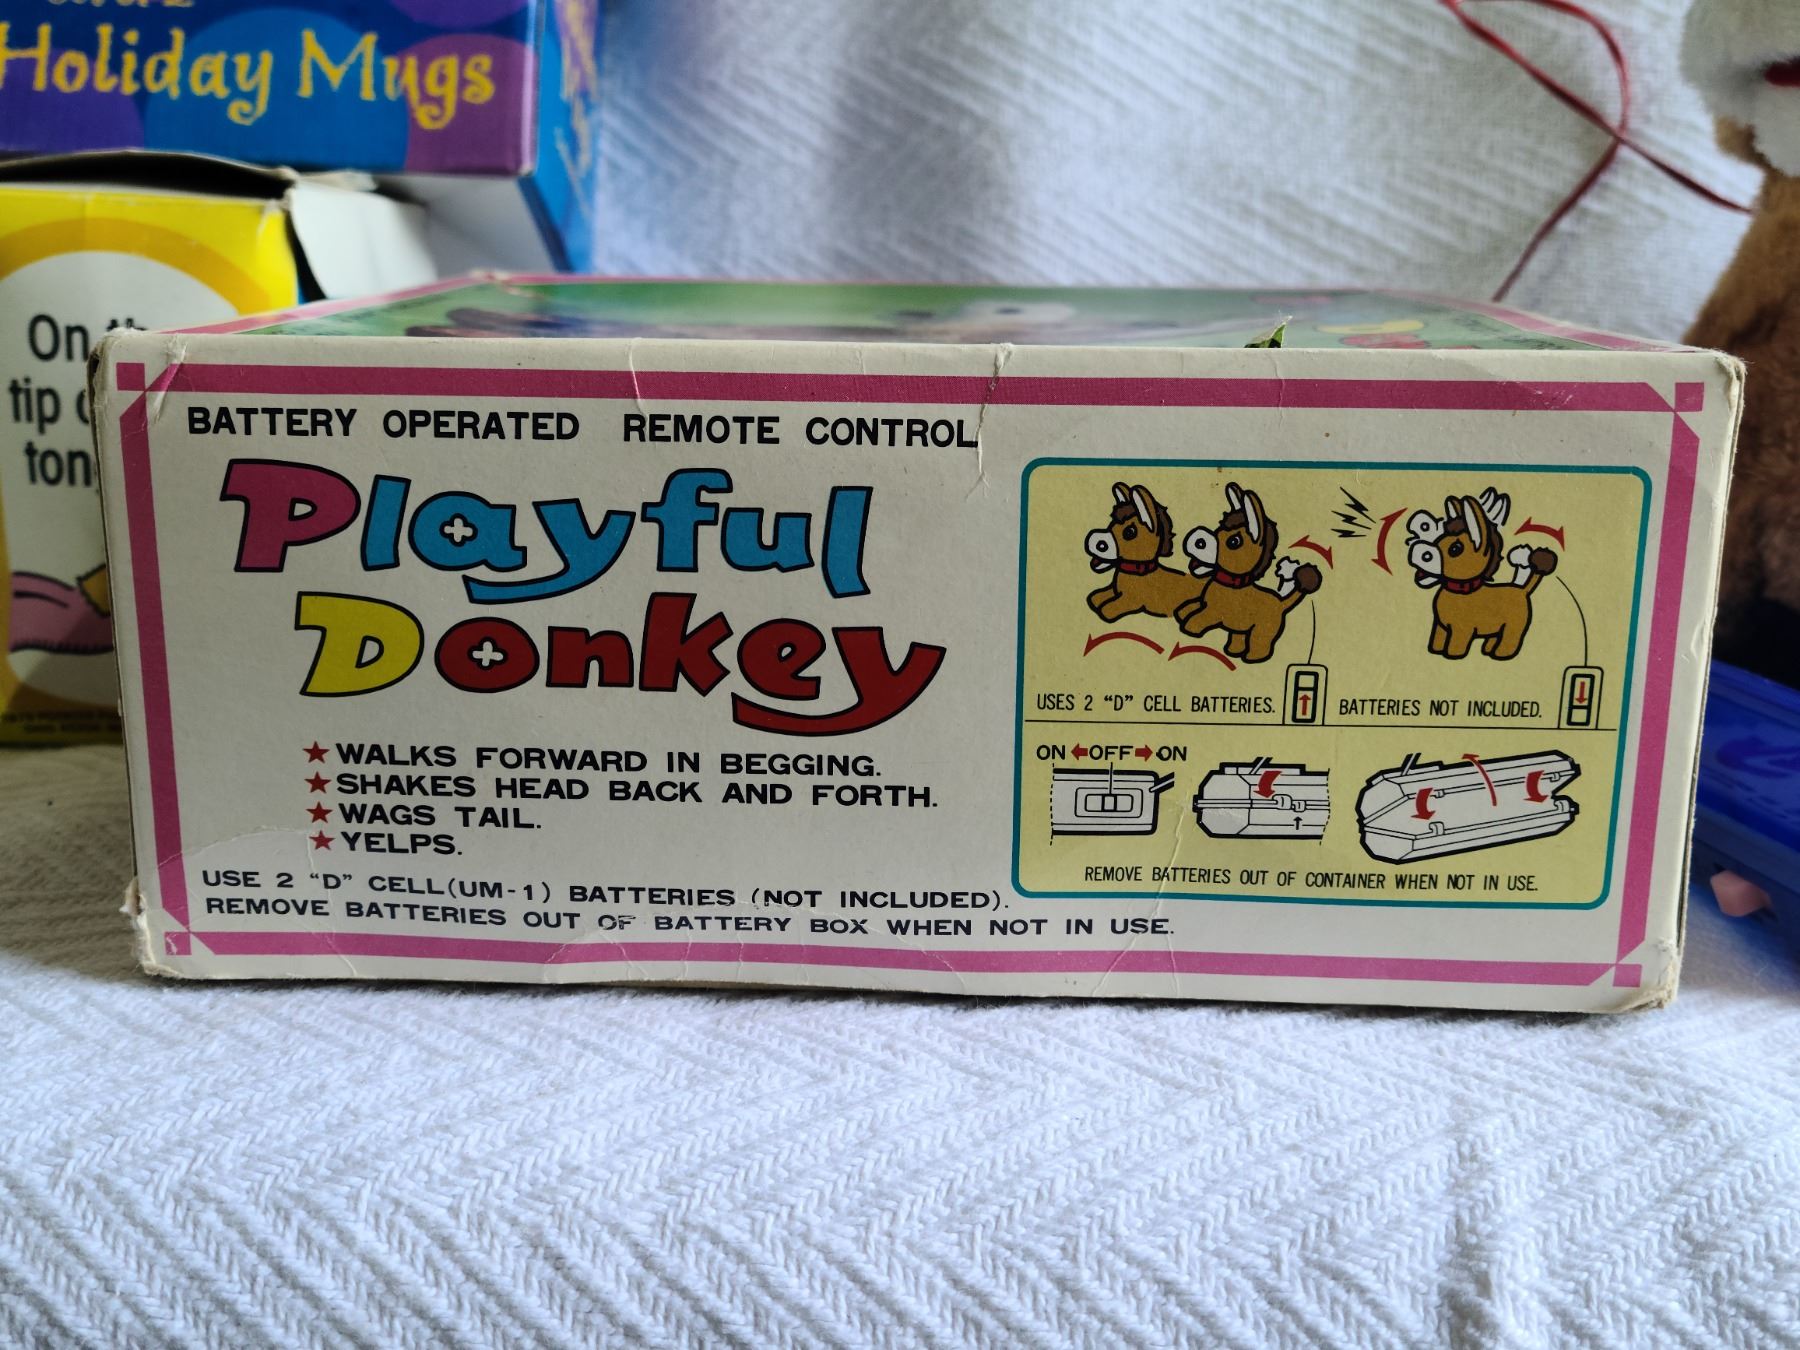 Holiday Mugs
On
tip
BATTERY OPERATED REMOTE CONTROL
Playful
Donkey
★ WALKS FORWARD IN BEGGING.
★ SHAKES HEAD BACK AND FORTH.
★ WAGS TAIL.
★ YELPS.
USE 2 “D” CELL(UM-1) BATTERIES (NOT INCLUDED).
REMOVE BATTERIES OUT OF BATTERY BOX WHEN NOT IN USE.
USES 2 “D” CELL BATTERIES.
BATTERIES NOT INCLUDED.
ON ←OFF→ ON
REMOVE BATTERIES OUT OF CONTAINER WHEN NOT IN USE.